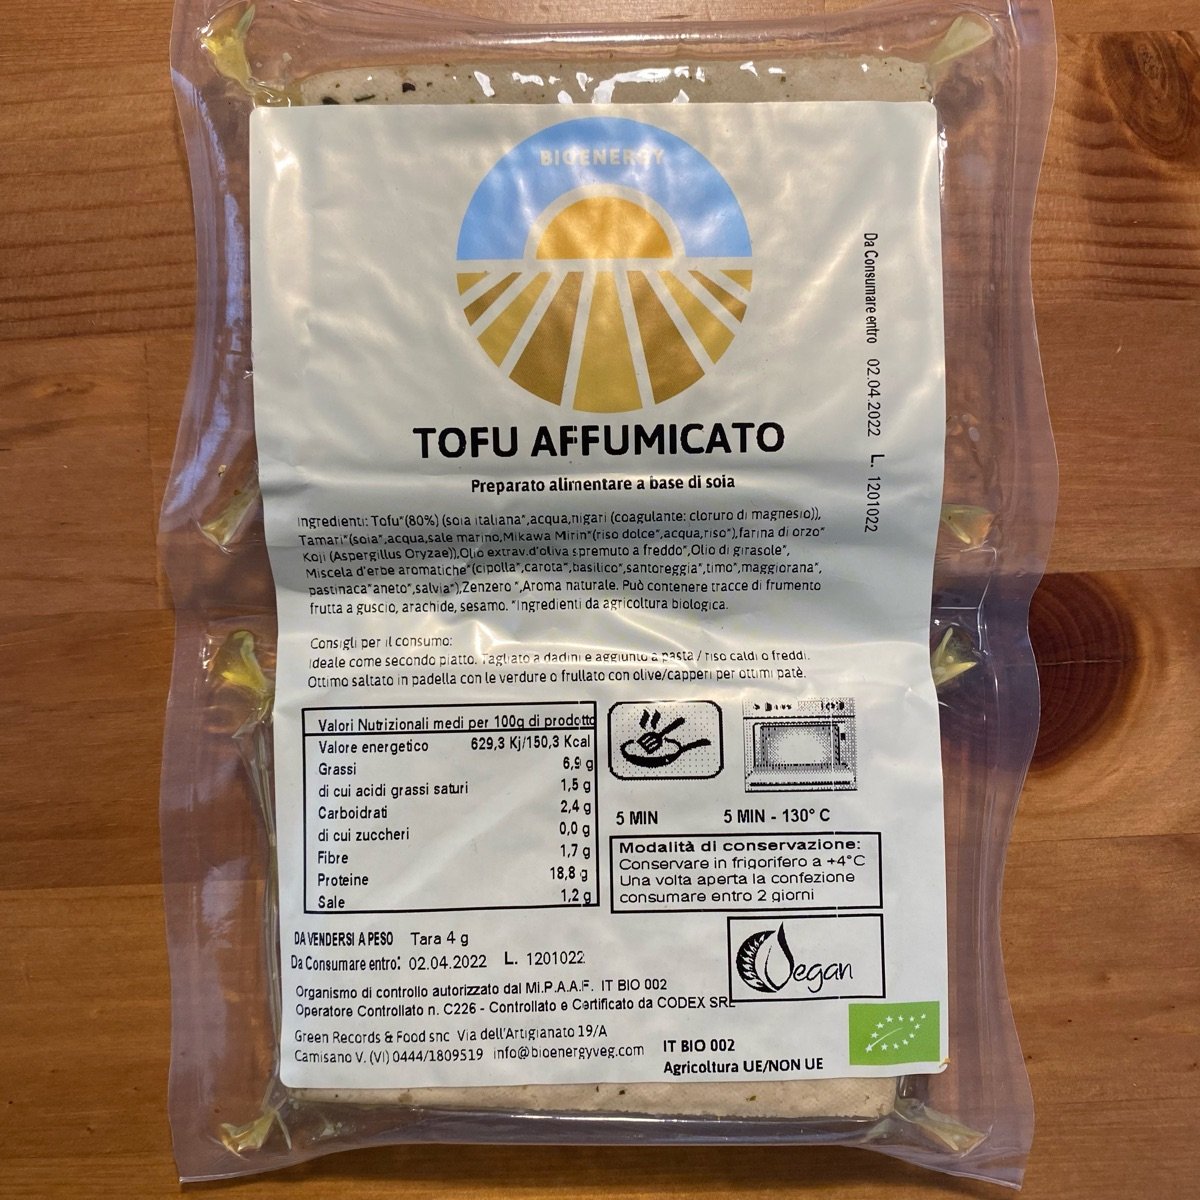 BIOENERGY
TOFU AFFUMICATO
Preparato alimentare a base di soia
Ingredienti: Tofu*(80%) (soia italiana*,acqua,nigari (coagulante: cloruro di magnesio)),
Tamari*(soia*,acqua,sale marino,Mikawa Mirin*(riso dolce*,acqua,riso*),farina di orzo*
Koji (Aspergillus Oryzae)),Olio extrav.d'oliva spremuto a freddo*,Olio di girasole*,
Miscela d'erbe aromatiche*(cipolla*,carota*,basilico*,santoreggia*,timo*,maggiorana*,
pastinaca*aneto*,salvia*),Zenzero *,Aroma naturale. Può contenere tracce di frumento
frutta a guscio, arachide, sesamo. *Ingredienti da agricoltura biologica.
Consigli per il consumo:
Ideale come secondo piatto. Tagliato a dadini e aggiunto a pasta / riso caldi o freddi.
Ottimo saltato in padella con le verdure o frullato con olive/capperi per ottimi patè.
Valori Nutrizionali medi per 100g di prodotto
Valore energetico 629,3 Kj/150,3 Kcal
Grassi 6,9 g
di cui acidi grassi saturi 1,5 g
Carboidrati 2,4 g
di cui zuccheri 0,0 g
Fibre 1,7 g
Proteine 18,8 g
Sale 1,2 g
5 MIN
5 MIN - 130° C
Modalità di conservazione:
Conservare in frigorifero a +4°C
Una volta aperta la confezione
consumare entro 2 giorni
Vegan
DA VENDERSI A PESO Tara 4 g
Da Consumare entro: 02.04.2022 L. 1201022
Organismo di controllo autorizzato dal Mi.P.A.A.F. IT BIO 002
Operatore Controllato n. C226 - Controllato e Certificato da CODEX SRL
Green Records & Food snc Via dell'Artigianato 19/A
Camisano V. (VI) 0444/1809519 info@bioenergyveg.com
IT BIO 002
Agricoltura UE/NON UE
Da Consumare entro 02.04.2022 L. 1201022